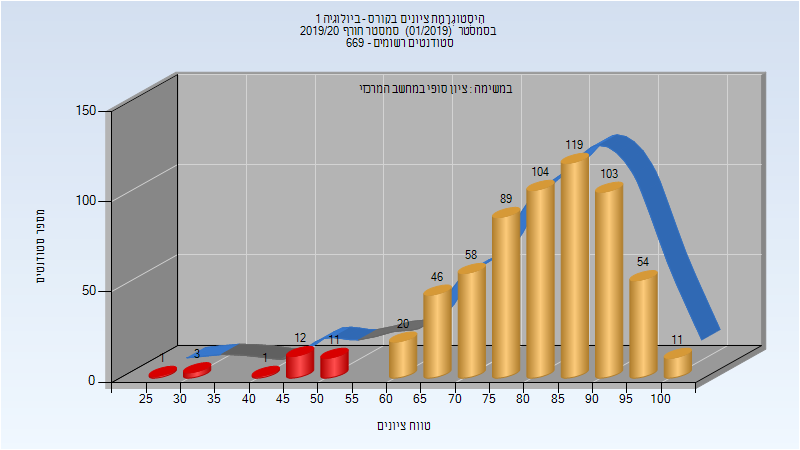 היסטוגרמת ציונים בקורס - ביולוגיה 1
בסמסטר (01/2019) סמסטר חורף 2019/20
סטודנטים רשומים - 669
במשימה : ציון סופי במחשב המרכזי
150
100
50
0
מספר סטודנטים
1
3
1
12
11
20
46
58
89
104
119
103
54
11
25 30 35 40 45 50 55 60 65 70 75 80 85 90 95 100
טווח ציונים